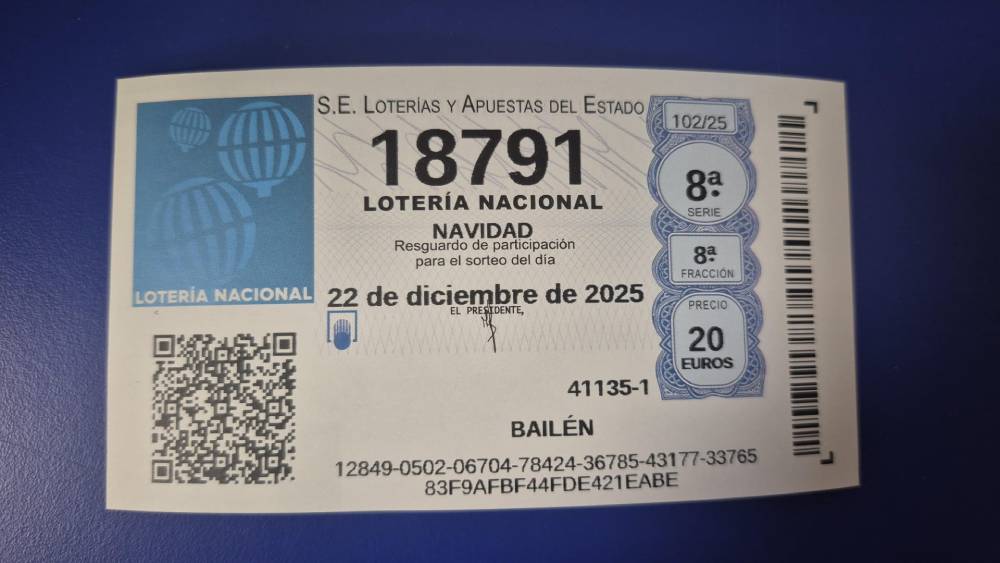 S.E. LOTERÍAS Y APUESTAS DEL ESTADO
18791
LOTERÍA NACIONAL
NAVIDAD
Resguardo de participación
para el sorteo del día
22 de diciembre de 2025
EL PRESIDENTE,
LOTERÍA NACIONAL
102/25
8ª
SERIE
8ª
FRACCIÓN
PRECIO
20
EUROS
41135-1
BAILÉN
12849-0502-06704-78424-36785-43177-33765
83F9AFBF44FDE421EABE